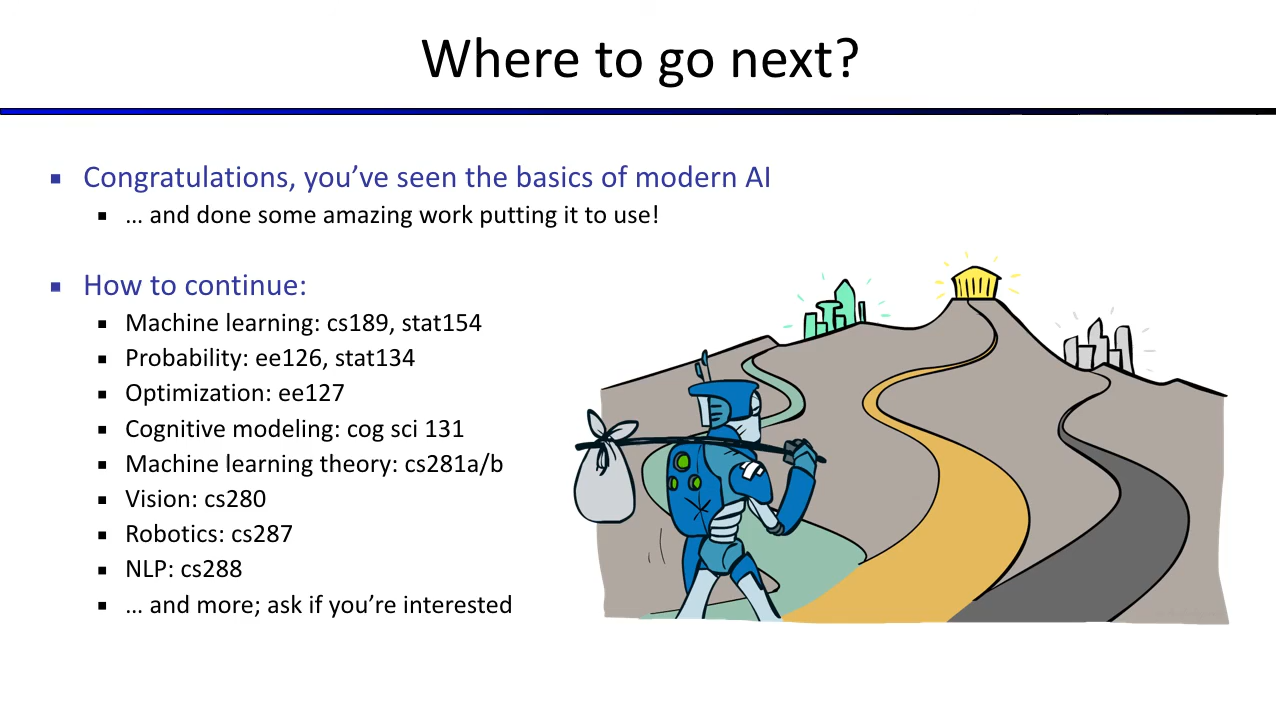 Where to go next?
Congratulations, you’ve seen the basics of modern AI
… and done some amazing work putting it to use!
How to continue:
Machine learning: cs189, stat154
Probability: ee126, stat134
Optimization: ee127
Cognitive modeling: cog sci 131
Machine learning theory: cs281a/b
Vision: cs280
Robotics: cs287
NLP: cs288
… and more; ask if you’re interested